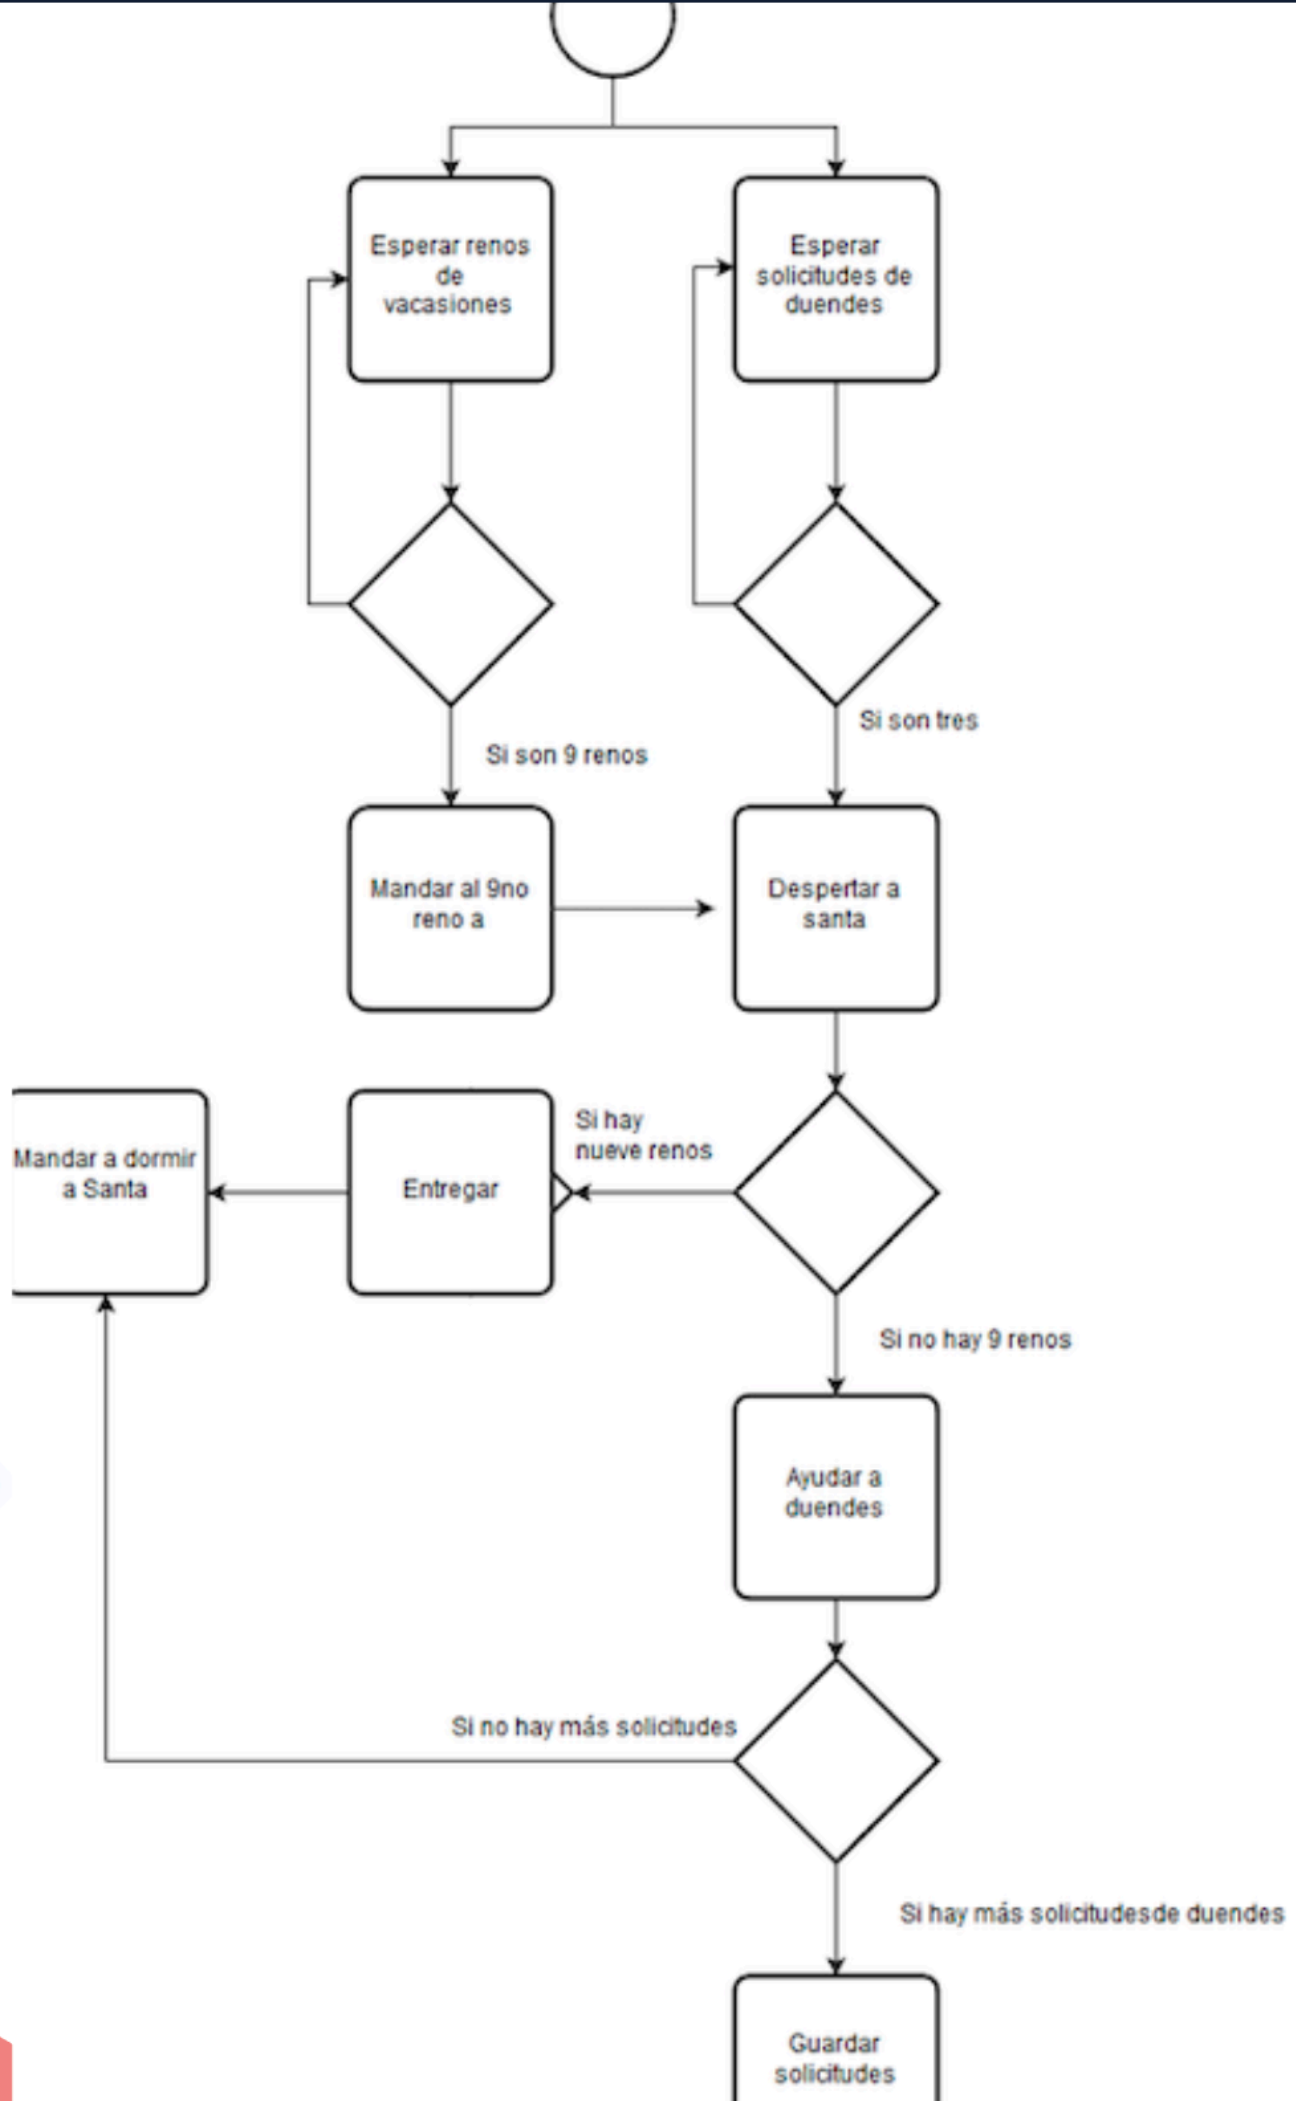 Esperar renos
de
vacasiones
Esperar
solicitudes de
duendes
Si son tres
Si son 9 renos
Mandar al 9no
reno a
Despertar a
santa
Si hay
nueve renos
Mandar a dormir
a Santa
Entregar
Si no hay 9 renos
Ayudar a
duendes
Si no hay más solicitudes
Si hay más solicitudesde duendes
Guardar
solicitudes